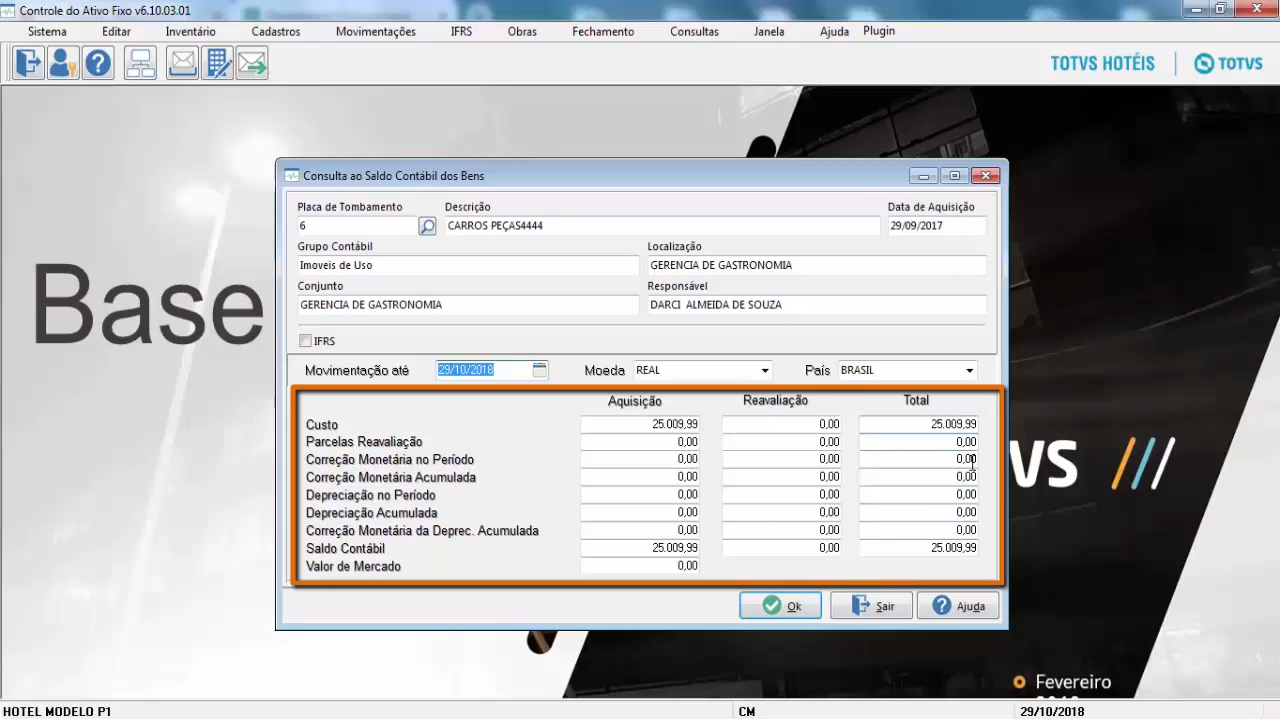 Controle do Ativo Fixo v6.10.03.01
Sistema Editar Inventário Cadastros Movimentações IFRS Obras Fechamento Consultas Janela Ajuda Plugin
TOTVS HOTÉIS TOTVS
Base
Consulta ao Saldo Contábil dos Bens
Placa de Tombamento Descrição Data de Aquisição
6 CARROS PEÇAS4444 29/09/2017
Grupo Contábil Localização
Imoveis de Uso GERENCIA DE GASTRONOMIA
Conjunto Responsável
GERENCIA DE GASTRONOMIA DARCI ALMEIDA DE SOUZA
IFRS
Movimentação até 29/10/2018 Moeda REAL País BRASIL
Aquisição Reavaliação Total
Custo 25.009,99 0,00 25.009,99
Parcelas Reavaliação 0,00 0,00 0,00
Correção Monetária no Período 0,00 0,00 0,00
Correção Monetária Acumulada 0,00 0,00 0,00
Depreciação no Período 0,00 0,00 0,00
Depreciação Acumulada 0,00 0,00 0,00
Correção Monetária da Deprec. Acumulada 0,00 0,00 0,00
Saldo Contábil 25.009,99 0,00 25.009,99
Valor de Mercado 0,00
VS
Ok Sair Ajuda
Fevereiro
HOTEL MODELO P1 CM 29/10/2018